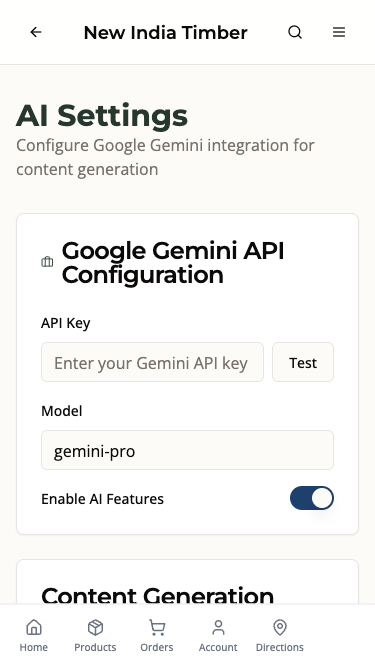 New India Timber
AI Settings
Configure Google Gemini integration for
content generation
Google Gemini API
Configuration
API Key
Enter your Gemini API key
Test
Model
gemini-pro
Enable AI Features
Content Generation
Home
Products
Orders
Account
Directions